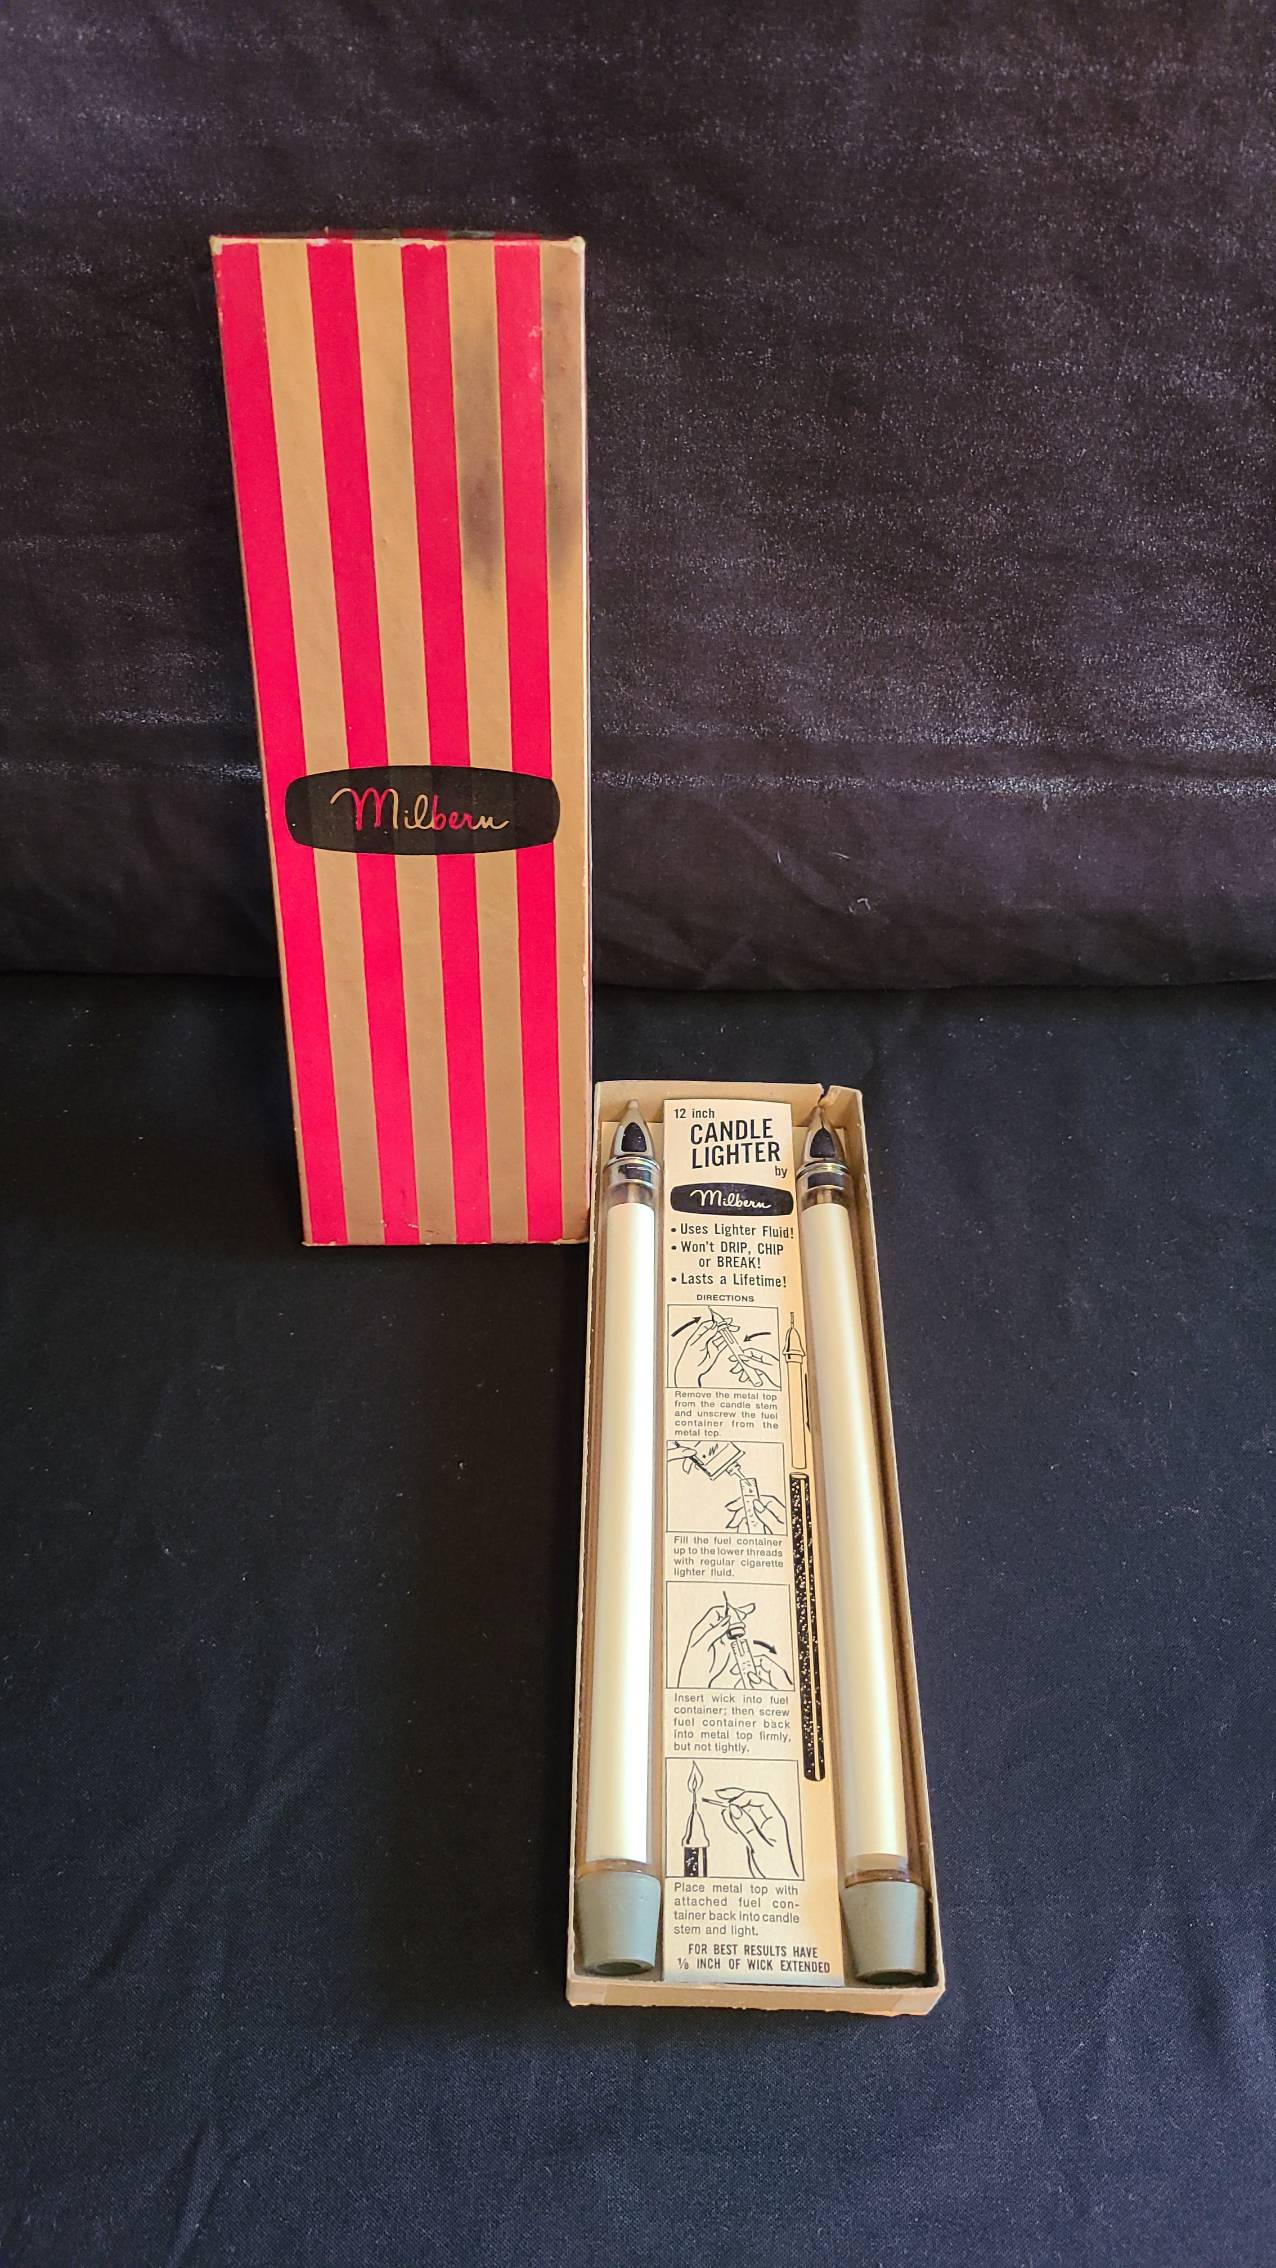 Milbern
12 inch
CANDLE
LIGHTER
by
Milbern
• Uses Lighter Fluid!
• Won't DRIP, CHIP
or BREAK!
• Lasts a Lifetime!
DIRECTIONS
Remove the metal top
from the candle stem
and unscrew the fuel
container from the
metal top.
Fill the fuel container
up to the lower threads
with regular cigarette
lighter fluid.
Insert wick into fuel
container; then screw
fuel container back
into metal top firmly,
but not tightly.
Place metal top with
attached fuel con-
tainer back into candle
stem and light.
FOR BEST RESULTS HAVE
⅛ INCH OF WICK EXTENDED